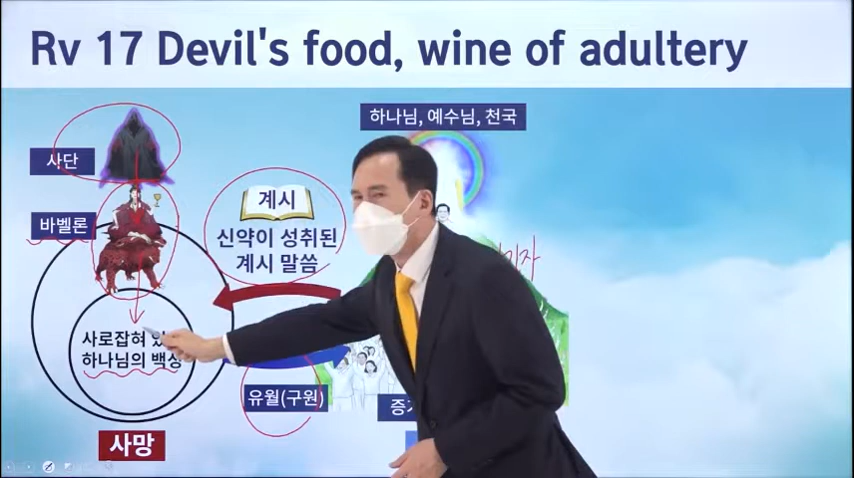 Rv 17 Devil's food, wine of adultery
하나님, 예수님, 천국
사단
바벨론
계시
신약이 성취된
계시 말씀
사로잡혀
하나님의 백성
유월(구원)
사망